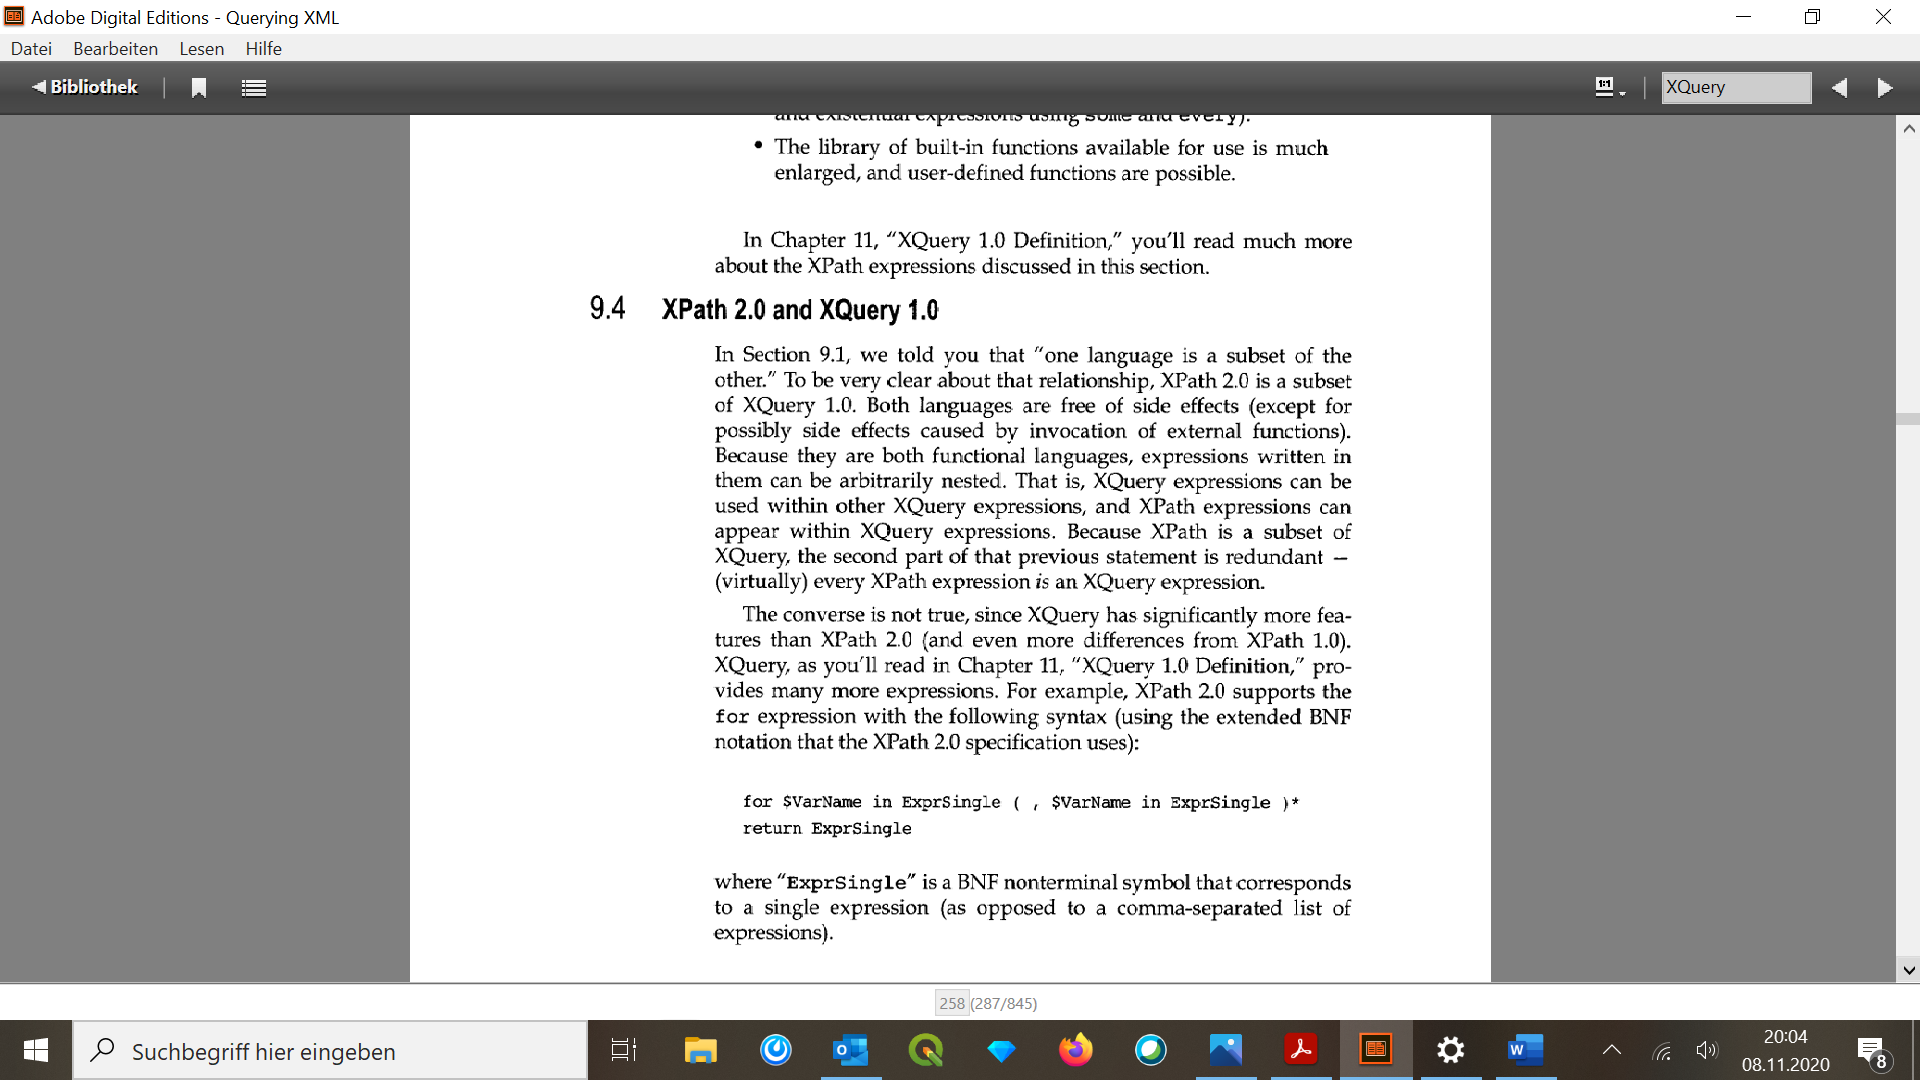 Adobe Digital Editions - Querying XML
Datei Bearbeiten Lesen Hilfe
Bibliothek
1:1
XQuery
and existential expressions using some and every).
• The library of built-in functions available for use is much
enlarged, and user-defined functions are possible.
In Chapter 11, “XQuery 1.0 Definition,” you’ll read much more
about the XPath expressions discussed in this section.
9.4 XPath 2.0 and XQuery 1.0
In Section 9.1, we told you that “one language is a subset of the
other.” To be very clear about that relationship, XPath 2.0 is a subset
of XQuery 1.0. Both languages are free of side effects (except for
possibly side effects caused by invocation of external functions).
Because they are both functional languages, expressions written in
them can be arbitrarily nested. That is, XQuery expressions can be
used within other XQuery expressions, and XPath expressions can
appear within XQuery expressions. Because XPath is a subset of
XQuery, the second part of that previous statement is redundant —
(virtually) every XPath expression is an XQuery expression.
The converse is not true, since XQuery has significantly more fea-
tures than XPath 2.0 (and even more differences from XPath 1.0).
XQuery, as you’ll read in Chapter 11, “XQuery 1.0 Definition,” pro-
vides many more expressions. For example, XPath 2.0 supports the
for expression with the following syntax (using the extended BNF
notation that the XPath 2.0 specification uses):
for $VarName in ExprSingle ( , $VarName in ExprSingle )*
return ExprSingle
where “ExprSingle” is a BNF nonterminal symbol that corresponds
to a single expression (as opposed to a comma-separated list of
expressions).
258 (287/845)
Suchbegriff hier eingeben
20:04
08.11.2020
8